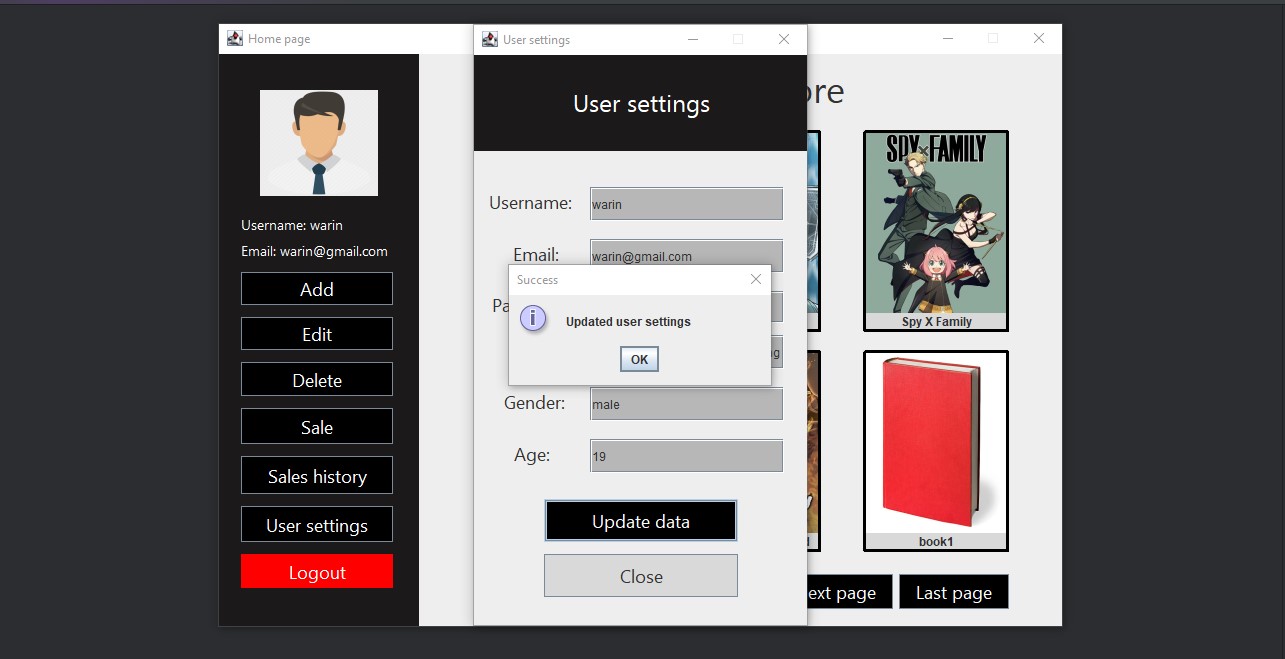 Home page
User settings
User settings
ore
Username: warin
Email: warin@gmail.com
Add
Edit
Delete
Sale
Sales history
User settings
Logout
Username:
warin
Email:
warin@gmail.com
Pa
Success
Updated user settings
OK
g
Gender:
male
Age:
19
Update data
Close
SPY×FAMILY
Spy X Family
d
book1
ext page
Last page